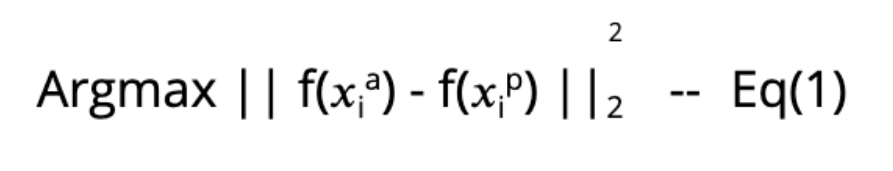 Argmax || f(xᵢᵃ) - f(xᵢᵖ) ||₂² -- Eq(1)